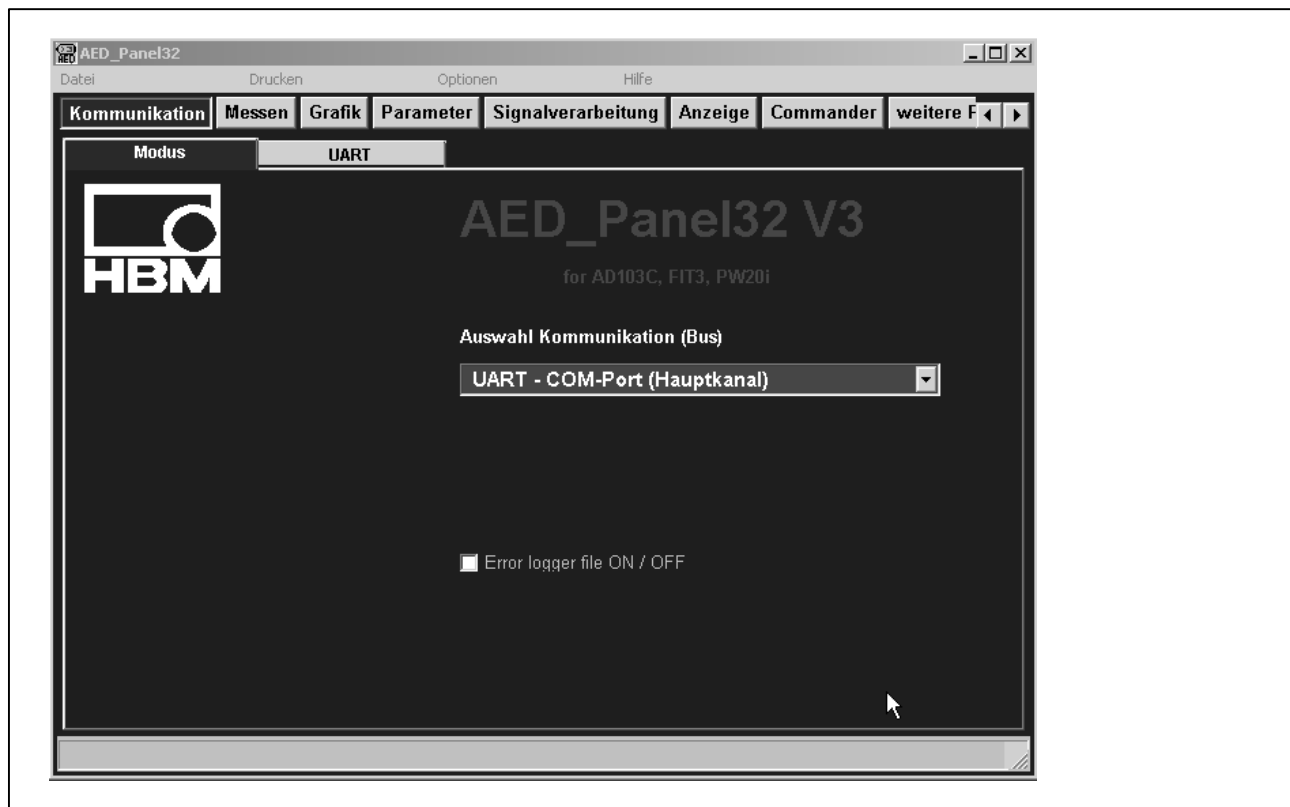 AED_Panel32
Datei Drucken Optionen Hilfe
Kommunikation Messen Grafik Parameter Signalverarbeitung Anzeige Commander weitere
Modus UART
HBM
AED_Panel32 V3
for AD103C, FIT3, PW20i
Auswahl Kommunikation (Bus)
UART - COM-Port (Hauptkanal)
Error logger file ON / OFF